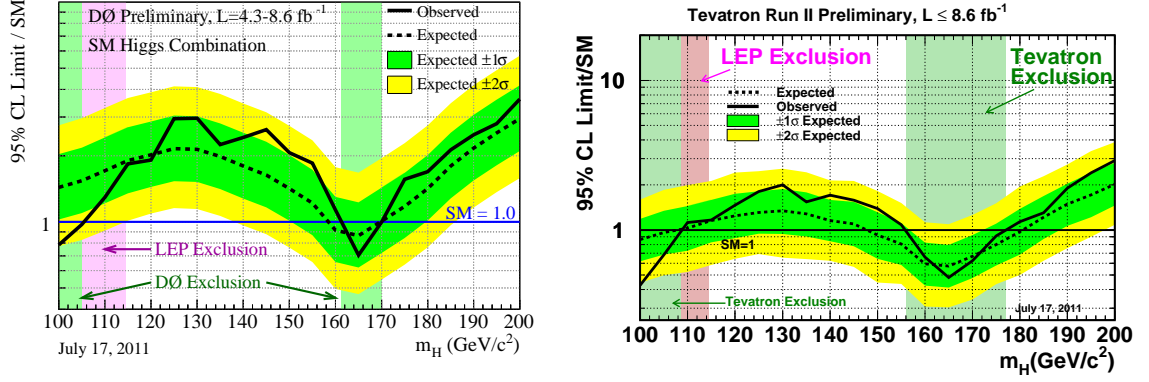 DØ Preliminary, L=4.3-8.6 fb⁻¹
SM Higgs Combination
Observed
Expected
Expected ±1σ
Expected ±2σ
95% CL Limit / SM
1
SM = 1.0
LEP Exclusion
DØ Exclusion
100 110 120 130 140 150 160 170 180 190 200
July 17, 2011
m_H (GeV/c²)
Tevatron Run II Preliminary, L ≤ 8.6 fb⁻¹
95% CL Limit/SM
10
1
LEP Exclusion
Tevatron
Exclusion
Expected
Observed
±1σ Expected
±2σ Expected
SM=1
Tevatron Exclusion
July 17, 2011
100 110 120 130 140 150 160 170 180 190 200
m_H(GeV/c²)